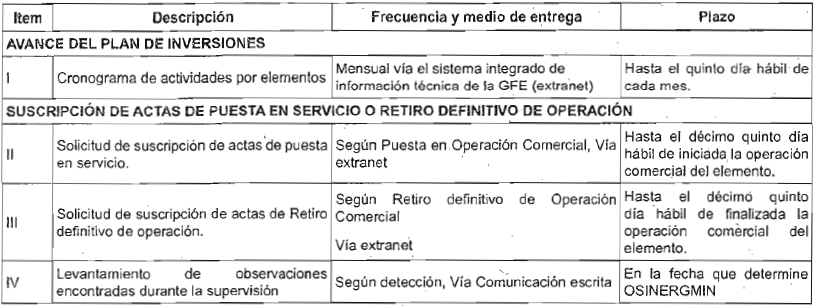 Item Descripción Frecuencia y medio de entrega Plazo
AVANCE DEL PLAN DE INVERSIONES
I Cronograma de actividades por elementos
Mensual vía el sistema integrado de
información técnica de la GFE (extranet)
Hasta el quinto día hábil de
cada mes.
SUSCRIPCIÓN DE ACTAS DE PUESTA EN SERVICIO O RETIRO DEFINITIVO DE OPERACIÓN
II
Solicitud de suscripción de actas de puesta
en servicio.
Según Puesta en Operación Comercial, Vía
extranet
Hasta el décimo quinto día
hábil de iniciada la operación
comercial del elemento.
III
Solicitud de suscripción de actas de Retiro
definitivo de operación.
Según Retiro definitivo de Operación
Comercial
Vía extranet
Hasta el décimo quinto
día hábil de finalizada la
operación comercial del
elemento.
IV
Levantamiento de observaciones
encontradas durante la supervisión
Según detección, Vía Comunicación escrita
En la fecha que determine
OSINERGMIN